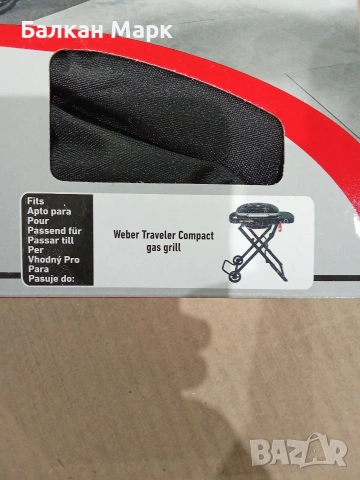 Балкан Марк
Fits
Apto para
Pour
Passend für
Passar till
Per
Vhodný Pro
Para
Pasuje do:
Weber Traveler Compact
gas grill
BAZAR